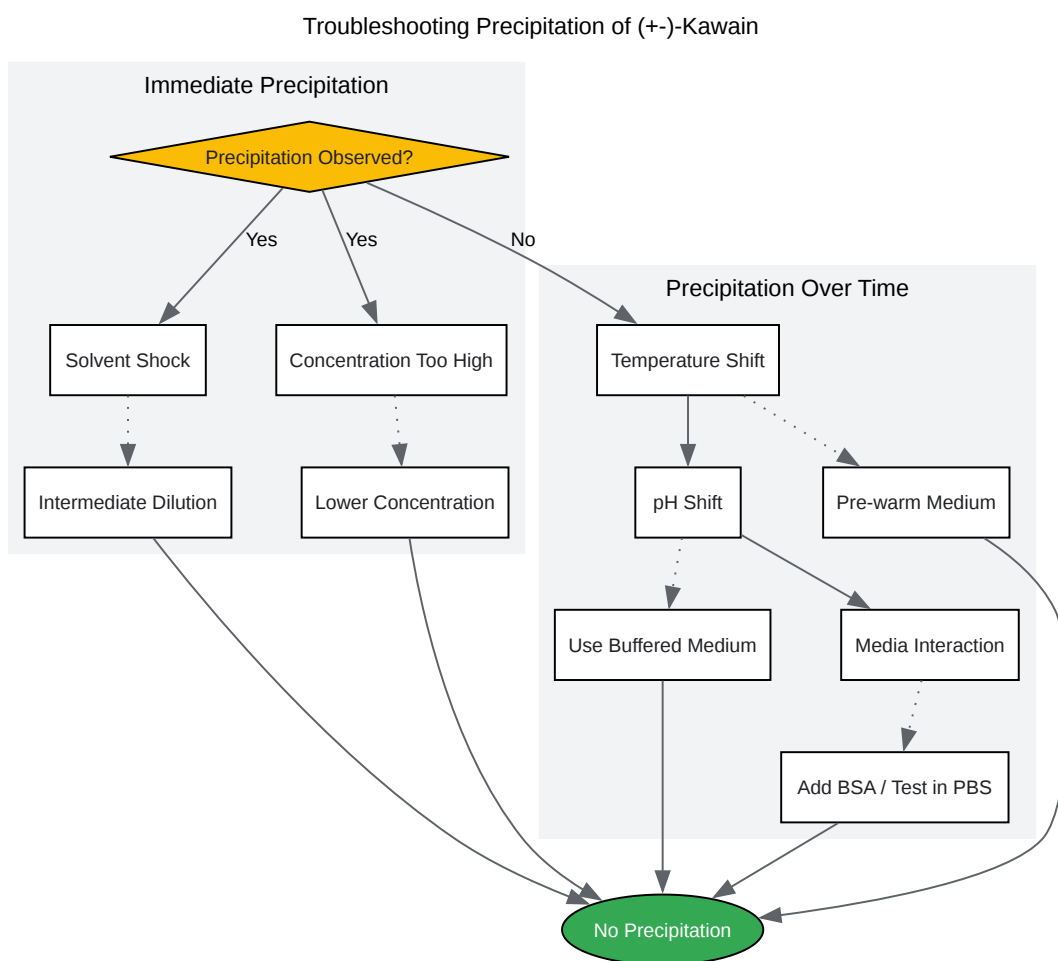 Troubleshooting Precipitation of (+-)-Kawain
Immediate Precipitation
Precipitation Observed?
Yes
Yes
No
Precipitation Over Time
Solvent Shock
Concentration Too High
Temperature Shift
Intermediate Dilution
Lower Concentration
pH Shift
Pre-warm Medium
Use Buffered Medium
Media Interaction
Add BSA / Test in PBS
No Precipitation